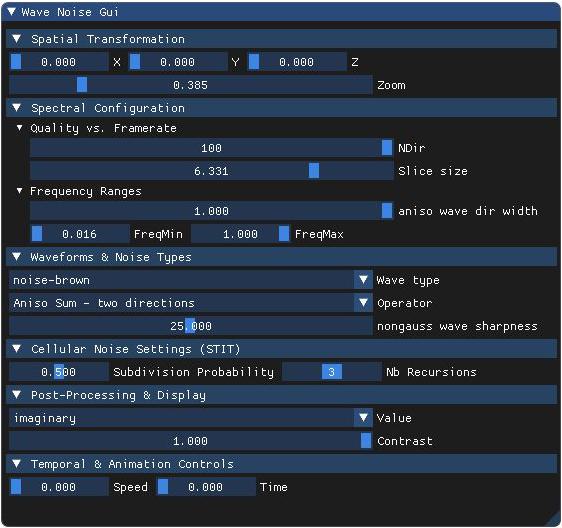 Wave Noise Gui
Spatial Transformation
0.000 X 0.000 Y 0.000 Z
0.385 Zoom
Spectral Configuration
Quality vs. Framerate
100 NDir
6.331 Slice size
Frequency Ranges
1.000 aniso wave dir width
0.016 FreqMin 1.000 FreqMax
Waveforms & Noise Types
noise-brown Wave type
Aniso Sum - two directions Operator
25.000 nongauss wave sharpness
Cellular Noise Settings (STIT)
0.500 Subdivision Probability 3 Nb Recursions
Post-Processing & Display
imaginary Value
1.000 Contrast
Temporal & Animation Controls
0.000 Speed 0.000 Time